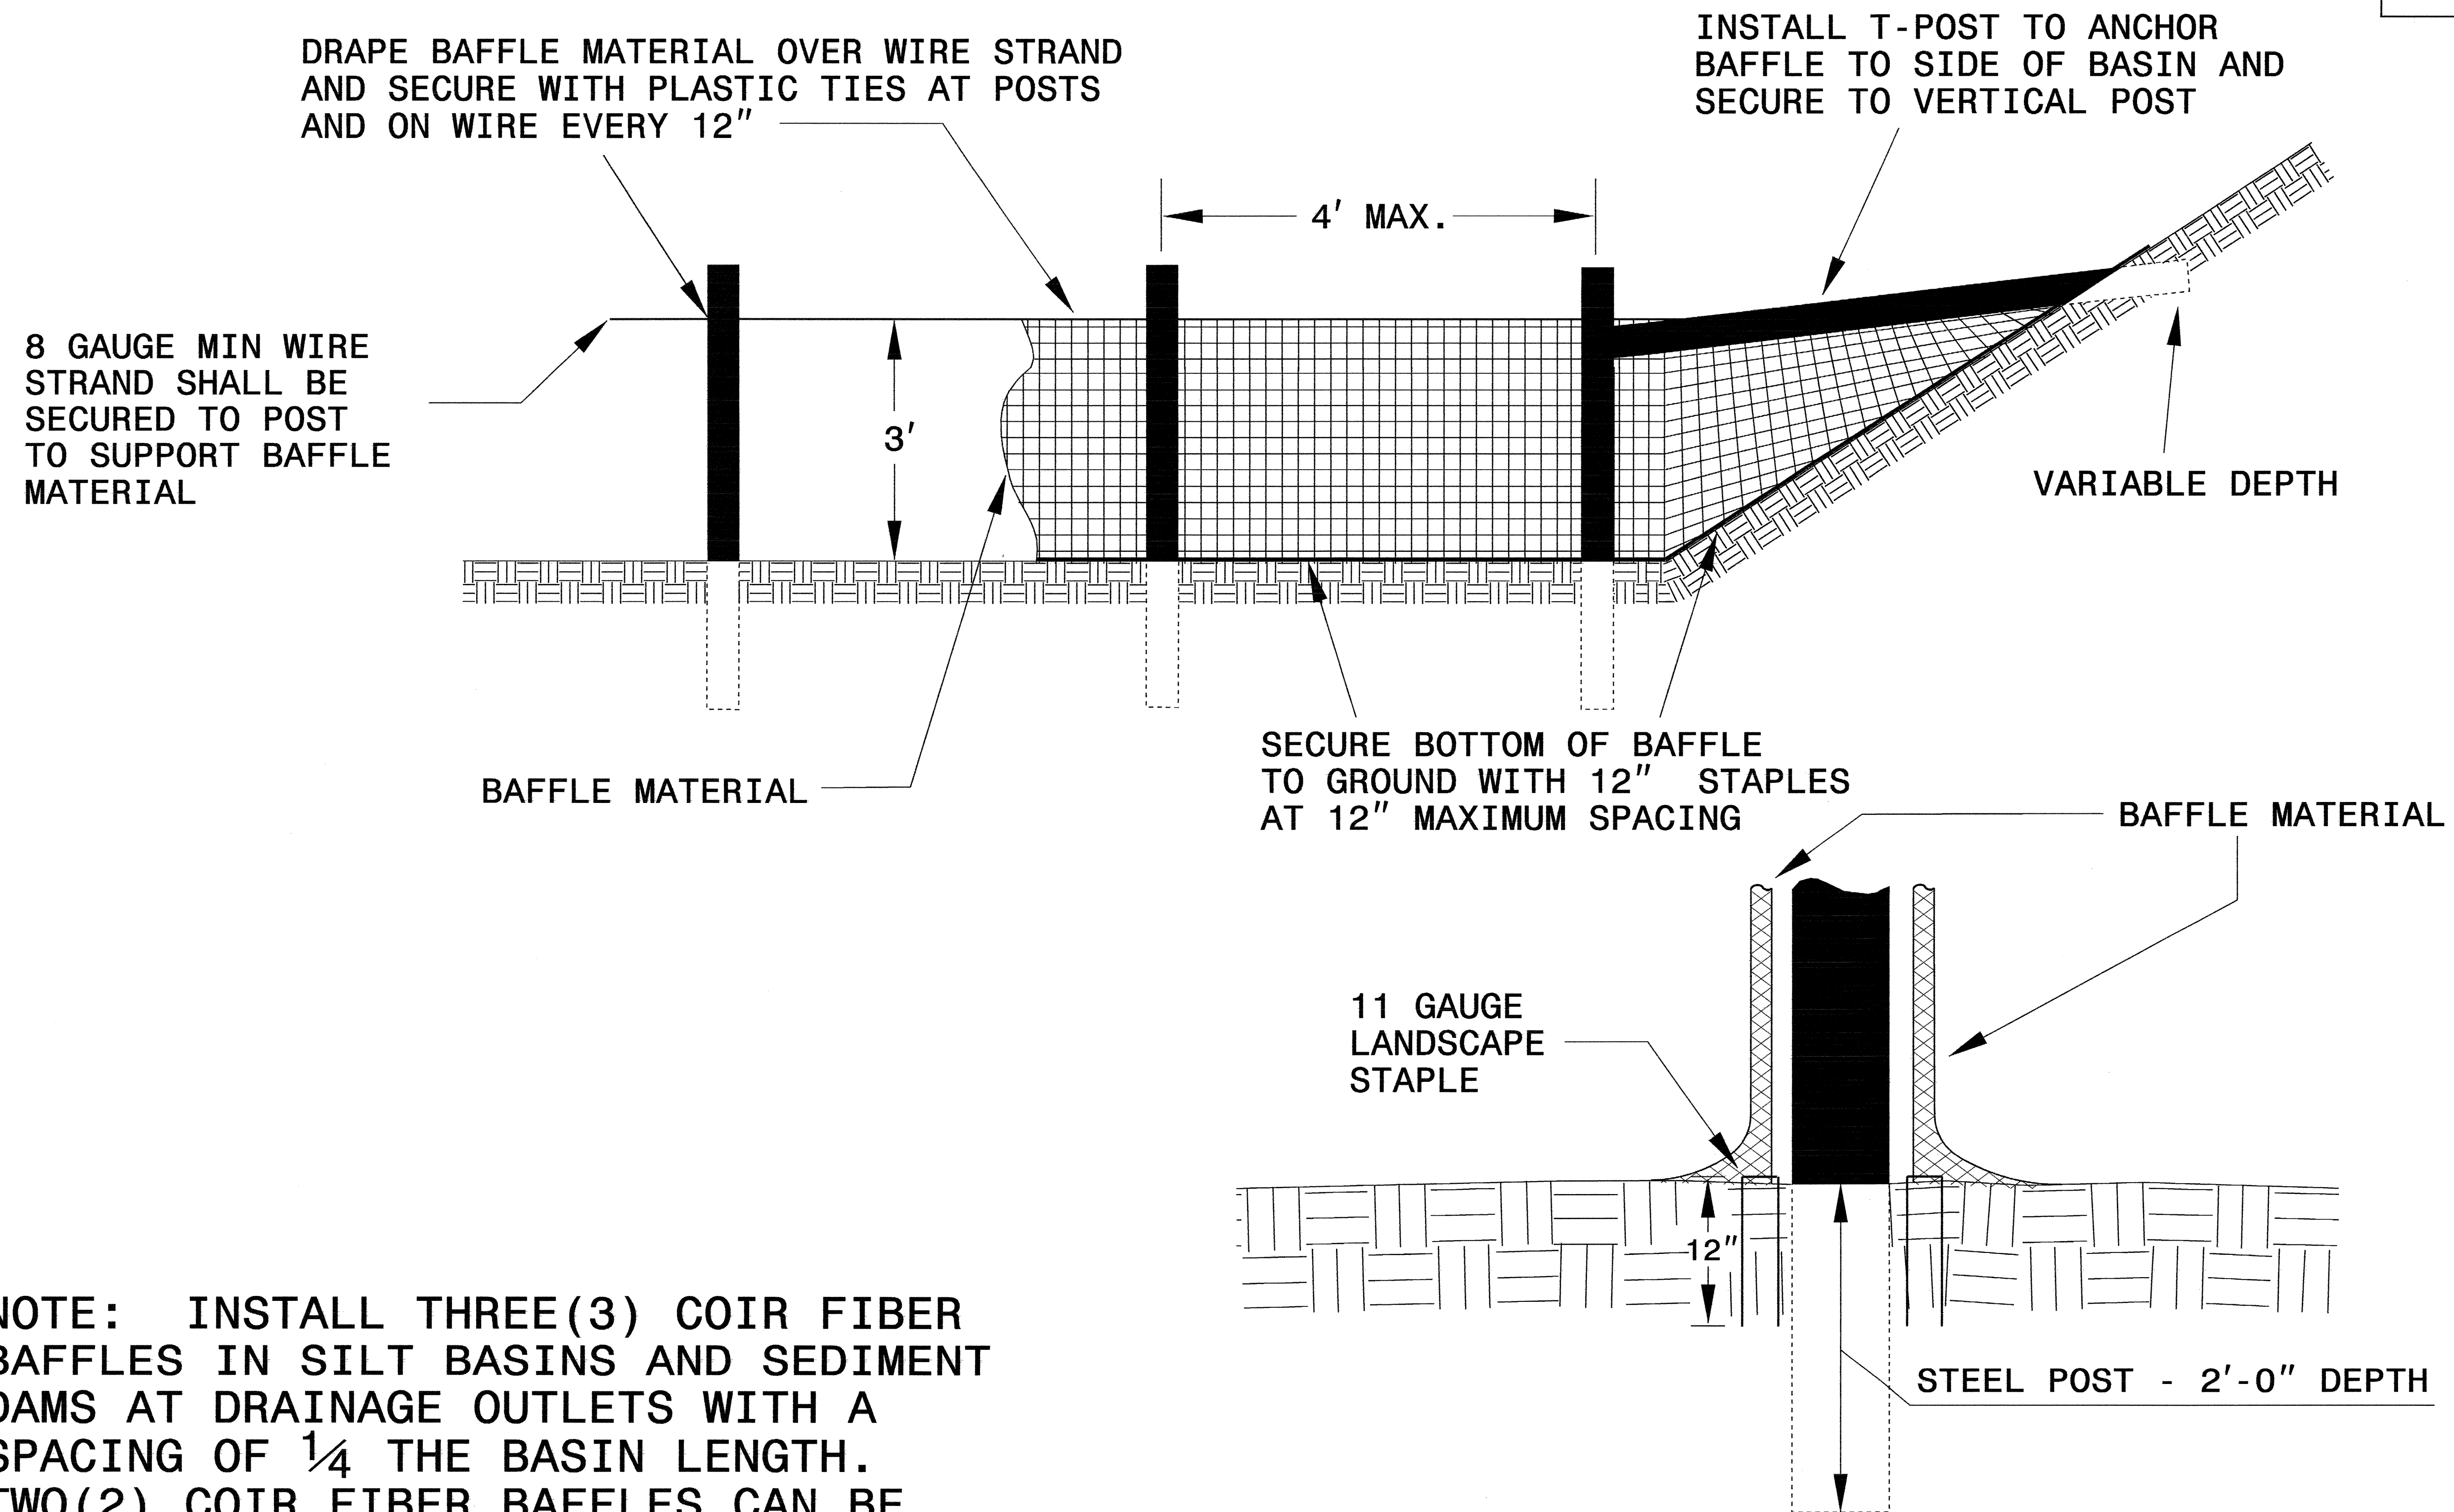 DRAPE BAFFLE MATERIAL OVER WIRE STRAND
AND SECURE WITH PLASTIC TIES AT POSTS
AND ON WIRE EVERY 12"
INSTALL T-POST TO ANCHOR
BAFFLE TO SIDE OF BASIN AND
SECURE TO VERTICAL POST
4' MAX.
8 GAUGE MIN WIRE
STRAND SHALL BE
SECURED TO POST
TO SUPPORT BAFFLE
MATERIAL
3'
VARIABLE DEPTH
BAFFLE MATERIAL
SECURE BOTTOM OF BAFFLE
TO GROUND WITH 12" STAPLES
AT 12" MAXIMUM SPACING
BAFFLE MATERIAL
11 GAUGE
LANDSCAPE
STAPLE
12"
STEEL POST - 2'-0" DEPTH
NOTE: INSTALL THREE(3) COIR FIBER
BAFFLES IN SILT BASINS AND SEDIMENT
DAMS AT DRAINAGE OUTLETS WITH A
SPACING OF 1/4 THE BASIN LENGTH.
TWO(2) COIR FIBER BAFFLES CAN BE